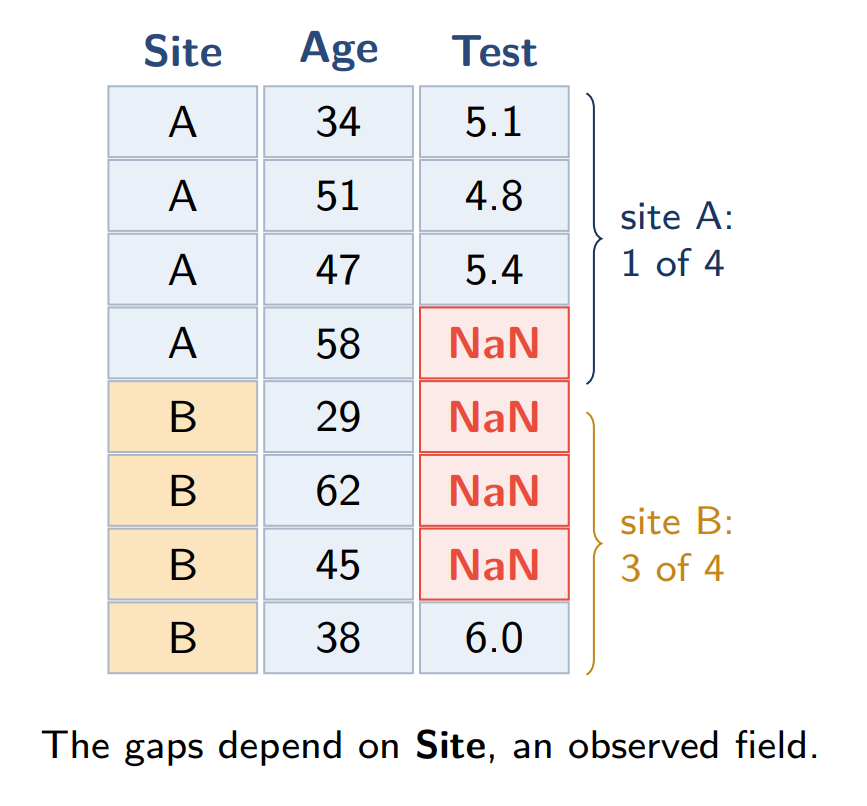 Site Age Test
A 34 5.1
A 51 4.8
A 47 5.4
A 58 NaN
site A:
1 of 4
B 29 NaN
B 62 NaN
B 45 NaN
B 38 6.0
site B:
3 of 4
The gaps depend on Site, an observed field.